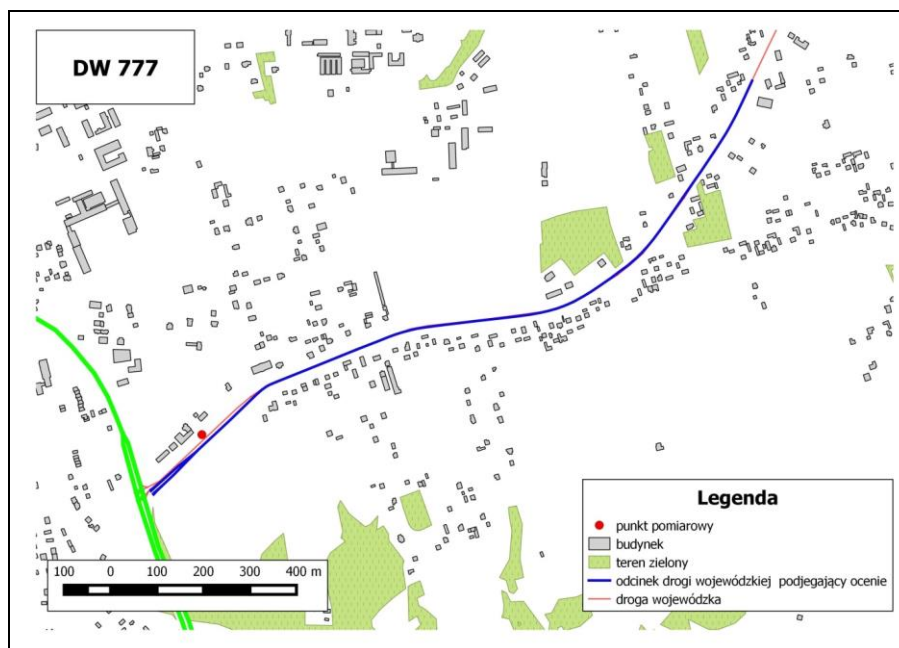 DW 777
Legenda
punkt pomiarowy
budynek
teren zielony
odcinek drogi wojewódzkiej podjegający ocenie
droga wojewódzka
100 0 100 200 300 400 m